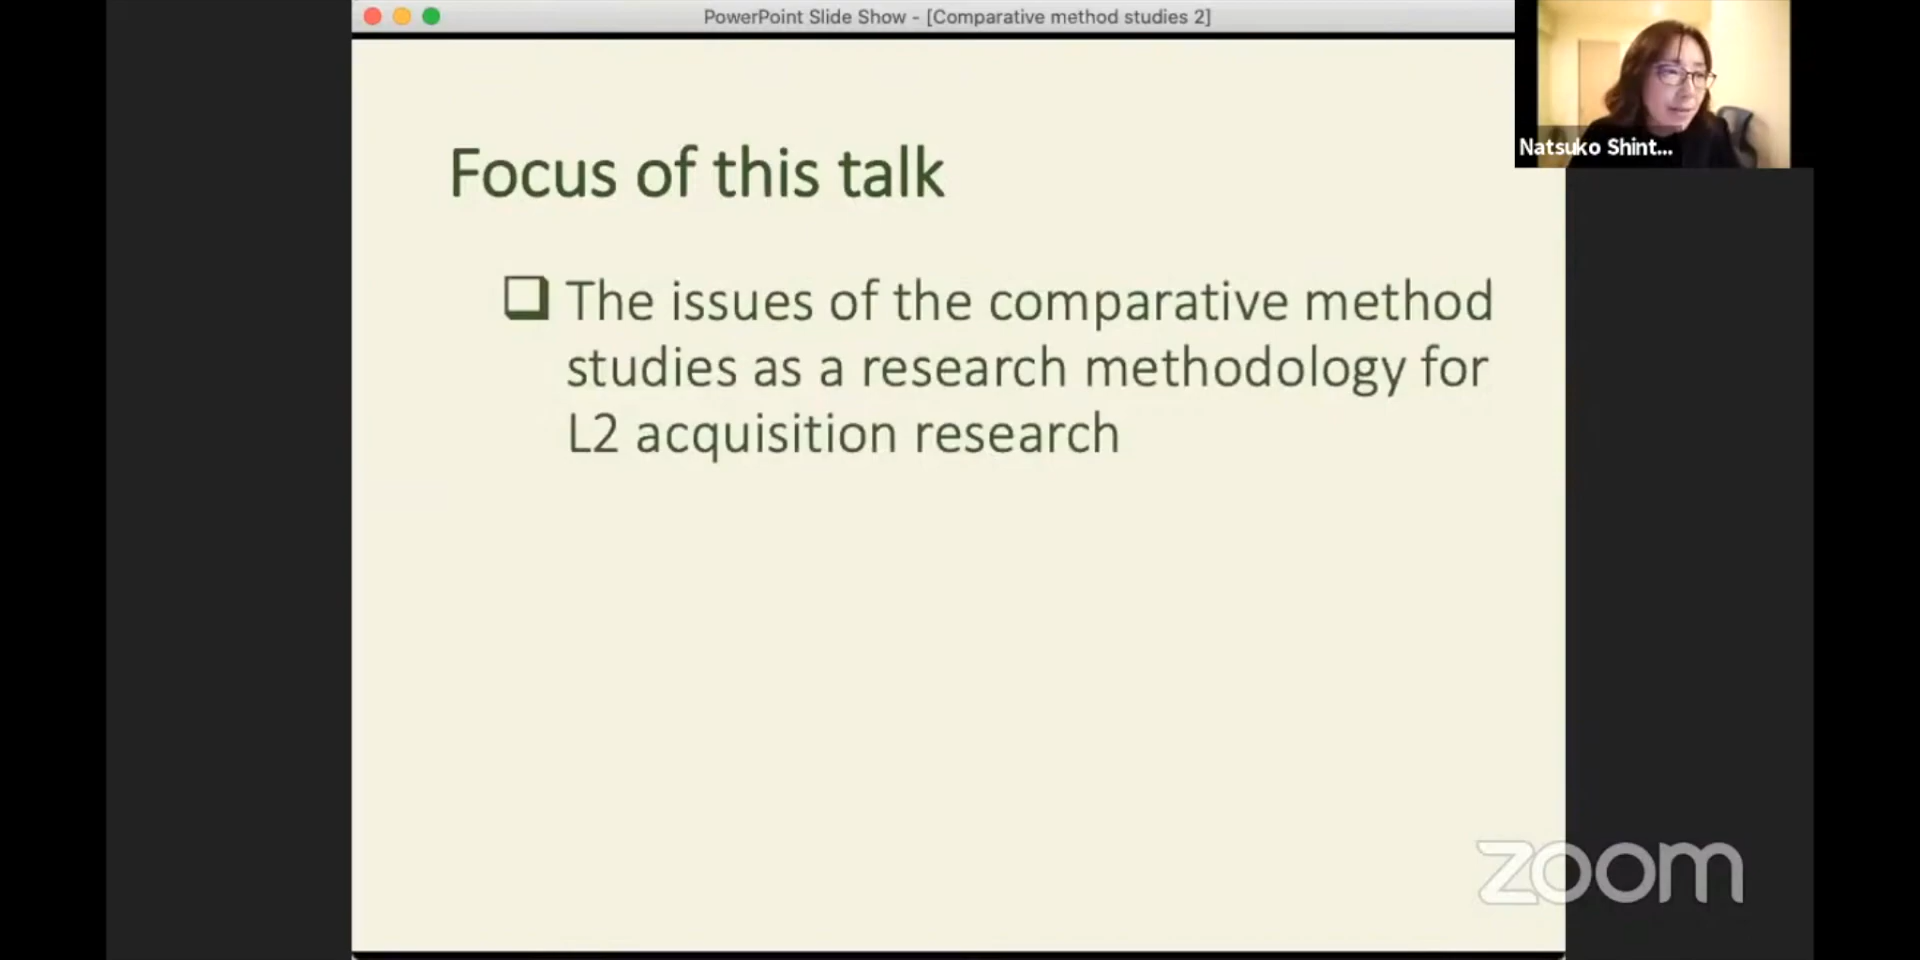 PowerPoint Slide Show - [Comparative method studies 2]
Natsuko Shint...
Focus of this talk
❑ The issues of the comparative method
studies as a research methodology for
L2 acquisition research
zoom